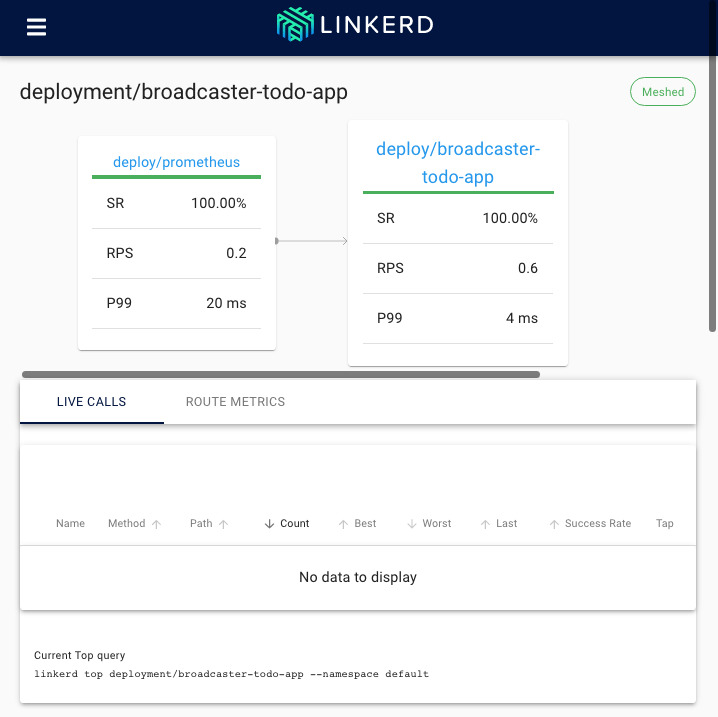 LINKERD
deployment/broadcaster-todo-app
Meshed
deploy/prometheus
SR 100.00%
RPS 0.2
P99 20 ms
deploy/broadcaster-
todo-app
SR 100.00%
RPS 0.6
P99 4 ms
LIVE CALLS ROUTE METRICS
Name Method Path Count Best Worst Last Success Rate Tap
No data to display
Current Top query
linkerd top deployment/broadcaster-todo-app --namespace default